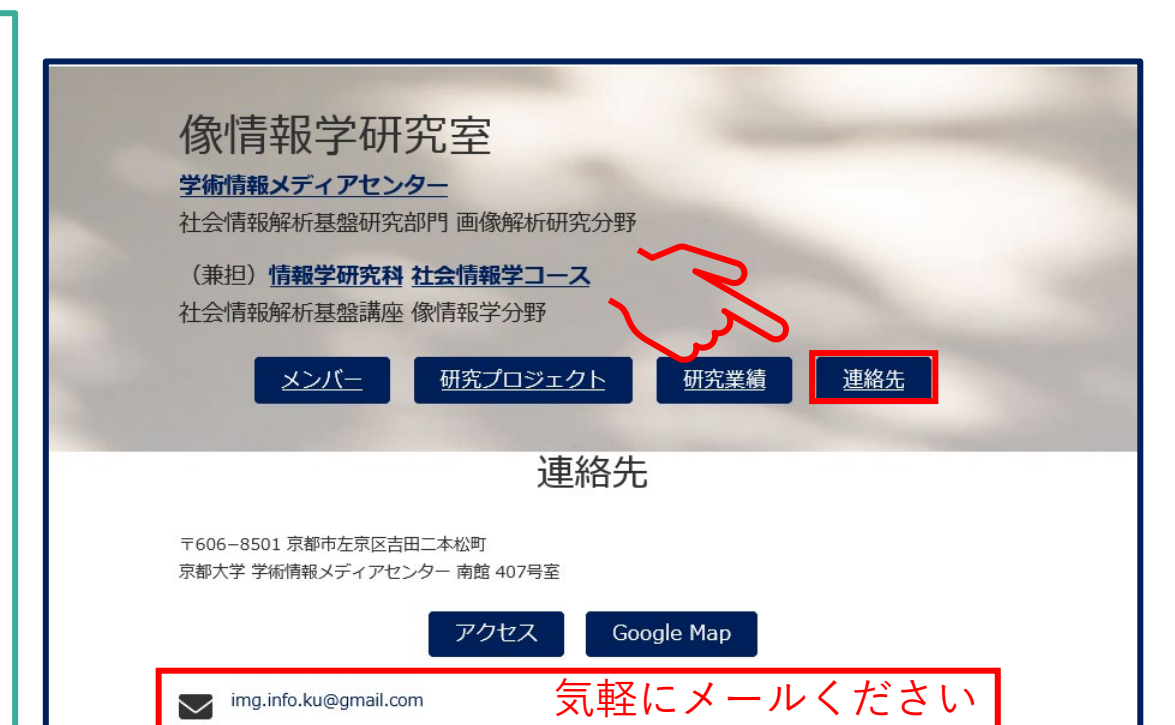 像情報学研究室
学術情報メディアセンター
社会情報解析基盤研究部門 画像解析研究分野
（兼担）情報学研究科 社会情報学コース
社会情報解析基盤講座 像情報学分野
メンバー 研究プロジェクト 研究業績 連絡先
連絡先
〒606−8501 京都市左京区吉田二本松町
京都大学 学術情報メディアセンター 南館 407号室
アクセス Google Map
img.info.ku@gmail.com 気軽にメールください